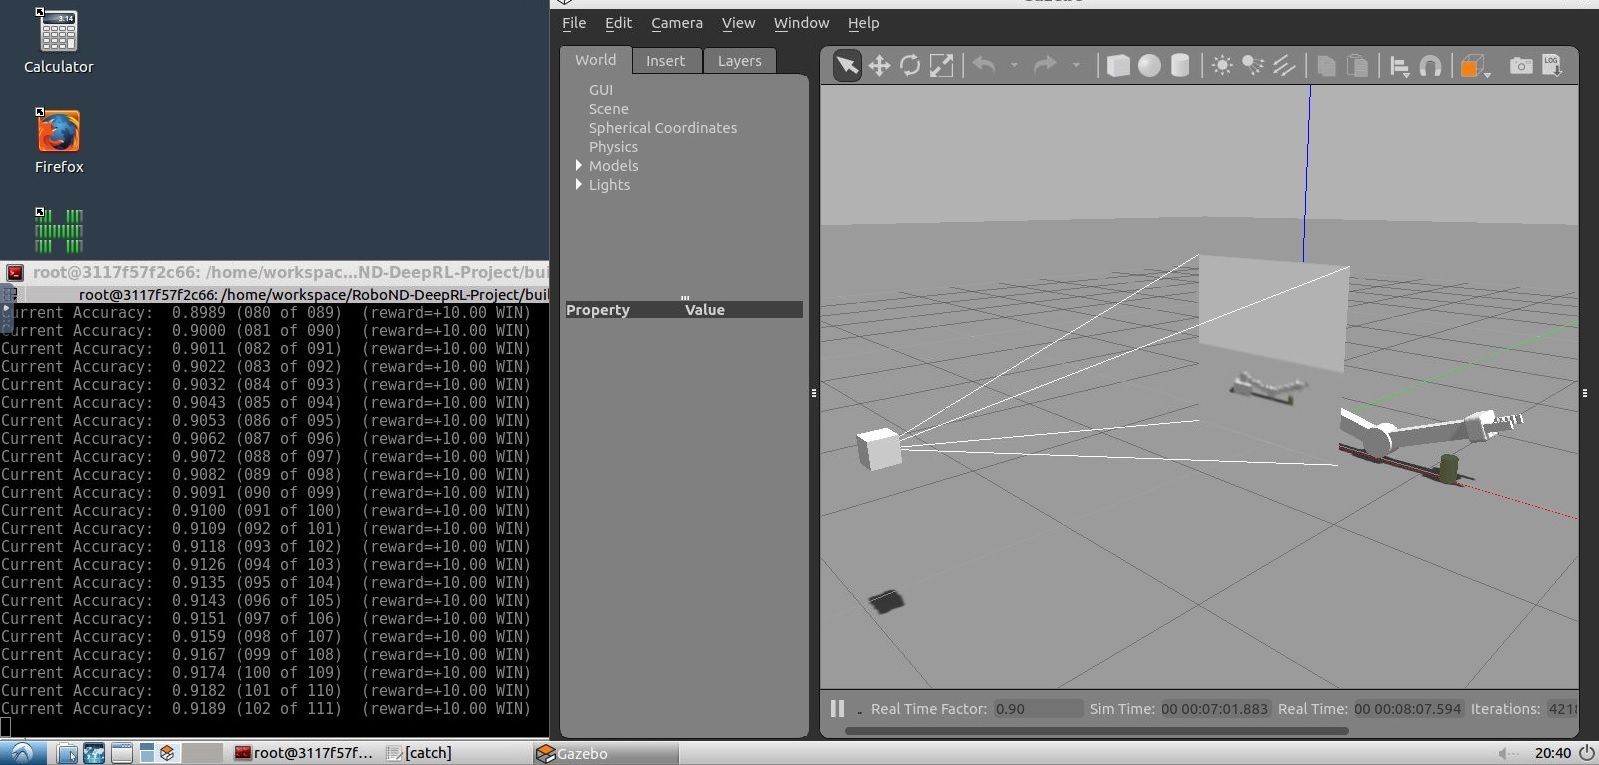 3.14
Calculator
Firefox
root@3117f57f2c66: /home/workspac...ND-DeepRL-Project/bui
root@3117f57f2c66: /home/workspace/RoboND-DeepRL-Project/buil
urrent Accuracy: 0.8989 (080 of 089) (reward=+10.00 WIN)
urrent Accuracy: 0.9000 (081 of 090) (reward=+10.00 WIN)
Current Accuracy: 0.9011 (082 of 091) (reward=+10.00 WIN)
Current Accuracy: 0.9022 (083 of 092) (reward=+10.00 WIN)
Current Accuracy: 0.9032 (084 of 093) (reward=+10.00 WIN)
Current Accuracy: 0.9043 (085 of 094) (reward=+10.00 WIN)
Current Accuracy: 0.9053 (086 of 095) (reward=+10.00 WIN)
Current Accuracy: 0.9062 (087 of 096) (reward=+10.00 WIN)
Current Accuracy: 0.9072 (088 of 097) (reward=+10.00 WIN)
Current Accuracy: 0.9082 (089 of 098) (reward=+10.00 WIN)
Current Accuracy: 0.9091 (090 of 099) (reward=+10.00 WIN)
Current Accuracy: 0.9100 (091 of 100) (reward=+10.00 WIN)
Current Accuracy: 0.9109 (092 of 101) (reward=+10.00 WIN)
Current Accuracy: 0.9118 (093 of 102) (reward=+10.00 WIN)
Current Accuracy: 0.9126 (094 of 103) (reward=+10.00 WIN)
Current Accuracy: 0.9135 (095 of 104) (reward=+10.00 WIN)
Current Accuracy: 0.9143 (096 of 105) (reward=+10.00 WIN)
Current Accuracy: 0.9151 (097 of 106) (reward=+10.00 WIN)
Current Accuracy: 0.9159 (098 of 107) (reward=+10.00 WIN)
Current Accuracy: 0.9167 (099 of 108) (reward=+10.00 WIN)
Current Accuracy: 0.9174 (100 of 109) (reward=+10.00 WIN)
Current Accuracy: 0.9182 (101 of 110) (reward=+10.00 WIN)
Current Accuracy: 0.9189 (102 of 111) (reward=+10.00 WIN)
File Edit Camera View Window Help
World Insert Layers
LOG
GUI
Scene
Spherical Coordinates
Physics
Models
Lights
Property Value
Real Time Factor: 0.90 Sim Time: 00 00:07:01.883 Real Time: 00 00:08:07.594 Iterations: 421
root@3117f57f... [catch] Gazebo 20:40